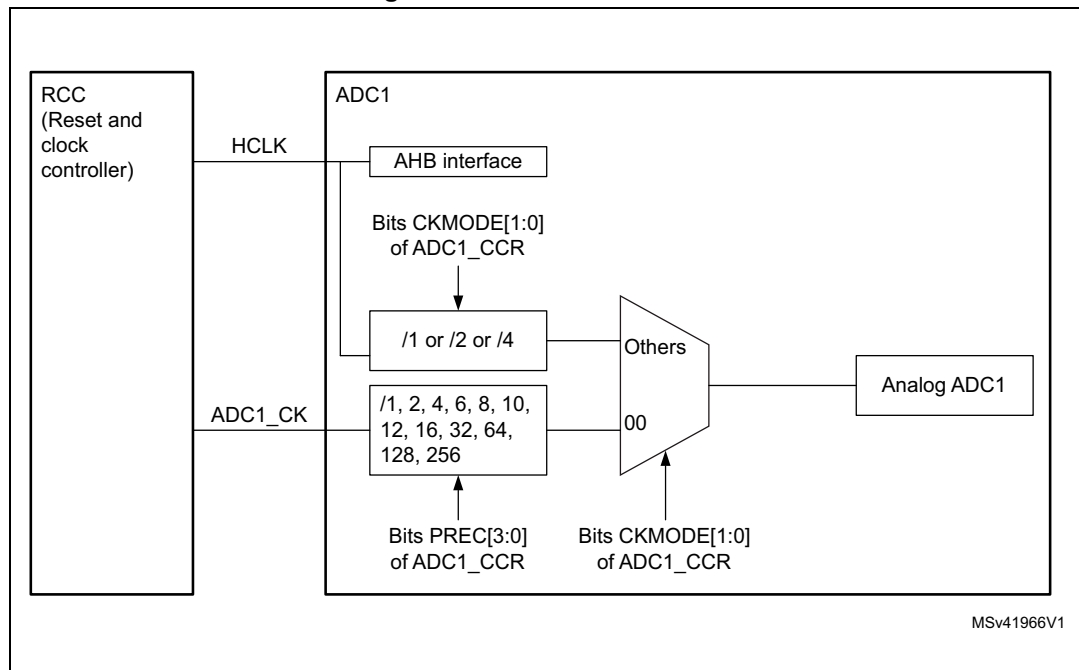 RCC
(Reset and
clock
controller)
HCLK
ADC1_CK
ADC1
AHB interface
Bits CKMODE[1:0]
of ADC1_CCR
/1 or /2 or /4
/1, 2, 4, 6, 8, 10,
12, 16, 32, 64,
128, 256
Bits PREC[3:0]
of ADC1_CCR
Others
00
Bits CKMODE[1:0]
of ADC1_CCR
Analog ADC1
MSv41966V1